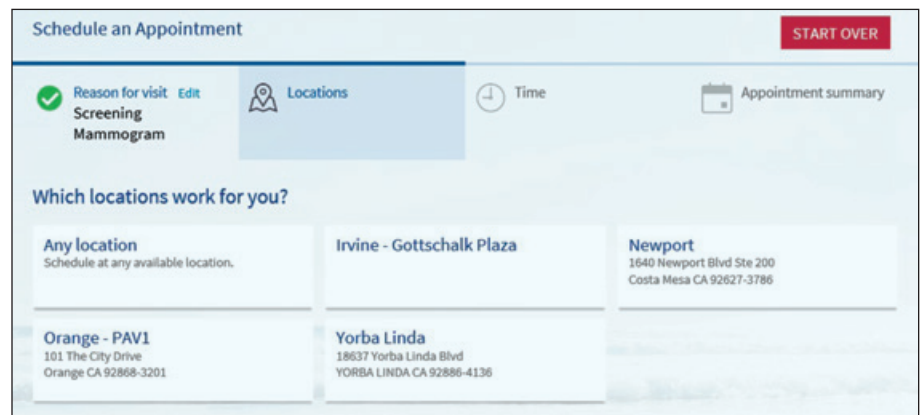 Schedule an Appointment
START OVER
Reason for visit Edit
Screening
Mammogram
Locations
Time
Appointment summary
Which locations work for you?
Any location
Schedule at any available location.
Irvine - Gottschalk Plaza
Newport
1640 Newport Blvd Ste 200
Costa Mesa CA 92627-3786
Orange - PAV1
101 The City Drive
Orange CA 92868-3201
Yorba Linda
18637 Yorba Linda Blvd
YORBA LINDA CA 92886-4136